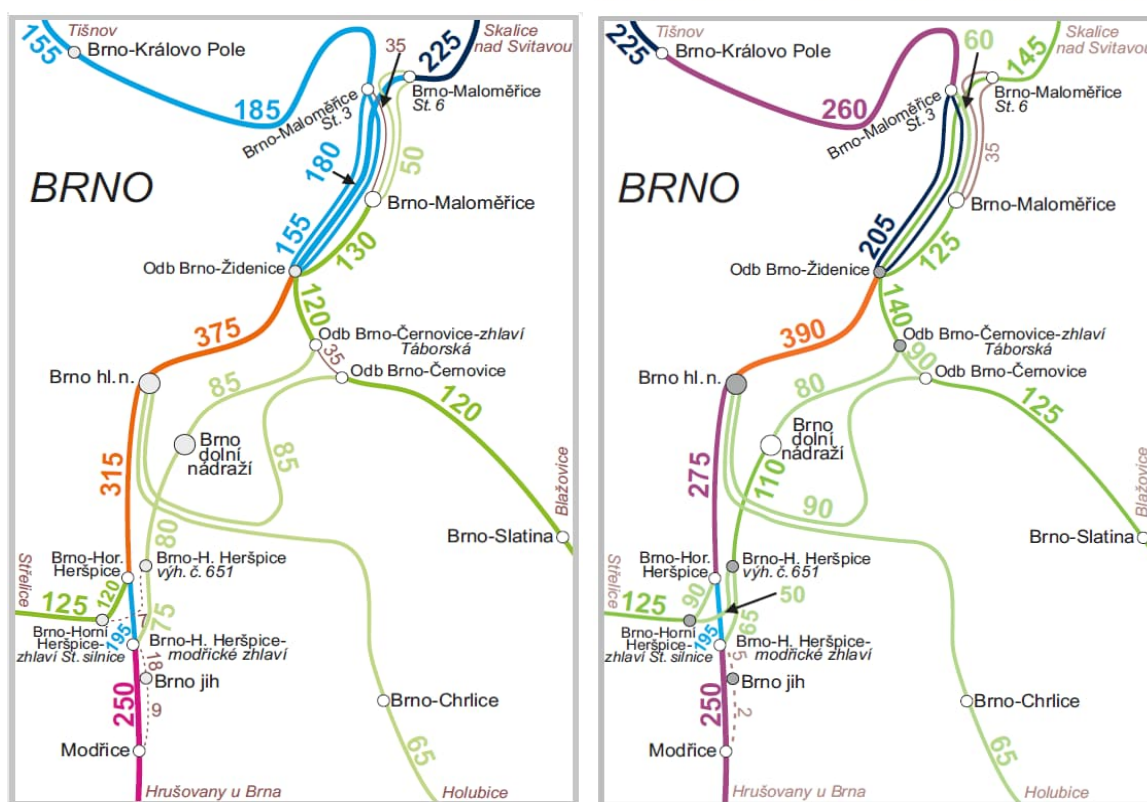 Tišnov
155
Brno-Královo Pole
35
225
Skalice
nad Svitavou
185
Brno-Maloměřice
St. 3
Brno-Maloměřice
St. 6
180
50
BRNO
Brno-Maloměřice
155
130
Odb Brno-Židenice
120
375
Odb Brno-Černovice-zhlaví
Táborská
35
Odb Brno-Černovice
Brno hl.n.
85
120
Brno
dolní
nádraží
85
315
Blažovice
80
Brno-Slatina
Brno-Hor.
Heršpice
Brno-H. Heršpice
výh. č. 651
Střelice
125
120
7
75
Brno-Horní
Heršpice-
zhlaví St. silnice
195
Brno-H. Heršpice-
modřické zhlaví
18
Brno jih
250
9
Brno-Chrlice
Modřice
65
Hrušovany u Brna
Holubice
Tišnov
225
Brno-Královo Pole
60
145
Skalice
nad Svitavou
260
Brno-Maloměřice
St. 3
Brno-Maloměřice
St. 6
35
BRNO
Brno-Maloměřice
205
125
Odb Brno-Židenice
140
390
Odb Brno-Černovice-zhlaví
Táborská
90
Odb Brno-Černovice
Brno hl.n.
80
125
Brno
dolní
nádraží
110
275
90
Blažovice
Brno-Slatina
Brno-Hor.
Heršpice
Brno-H. Heršpice
výh. č. 651
Střelice
125
90
50
65
Brno-Horní
Heršpice-
zhlaví St. silnice
195
Brno-H. Heršpice-
modřické zhlaví
5
Brno jih
250
2
Brno-Chrlice
Modřice
65
Hrušovany u Brna
Holubice